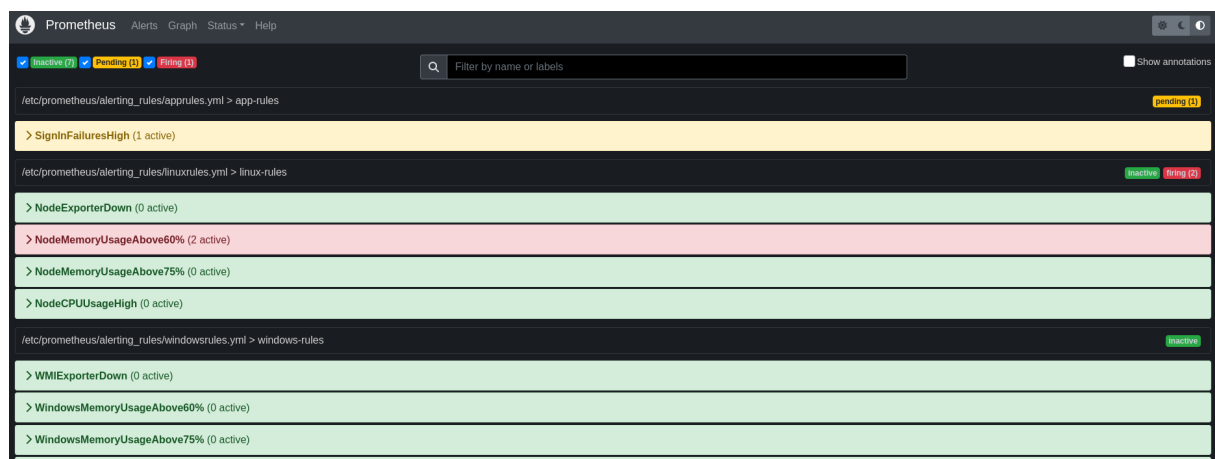 Prometheus Alerts Graph Status Help
Inactive (7) Pending (1) Firing (1) Filter by name or labels Show annotations
/etc/prometheus/alerting_rules/apprules.yml > app-rules pending (1)
SignInFailuresHigh (1 active)
/etc/prometheus/alerting_rules/linuxrules.yml > linux-rules inactive firing (2)
NodeExporterDown (0 active)
NodeMemoryUsageAbove60% (2 active)
NodeMemoryUsageAbove75% (0 active)
NodeCPUUsageHigh (0 active)
/etc/prometheus/alerting_rules/windowsrules.yml > windows-rules inactive
WMIExporterDown (0 active)
WindowsMemoryUsageAbove60% (0 active)
WindowsMemoryUsageAbove75% (0 active)